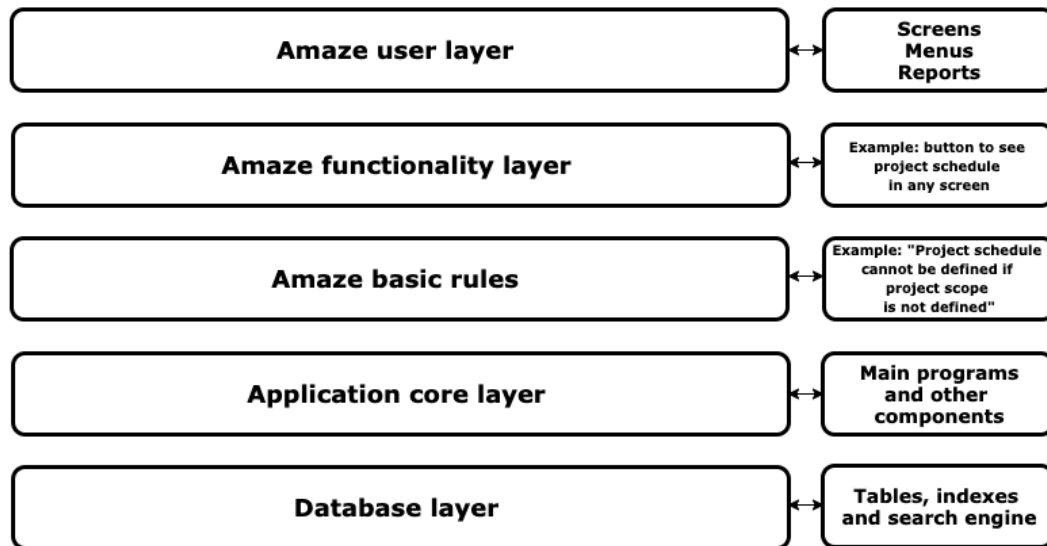 Amaze user layer
Screens
Menus
Reports
Amaze functionality layer
Example: button to see
project schedule
in any screen
Amaze basic rules
Example: "Project schedule
cannot be defined if
project scope
is not defined"
Application core layer
Main programs
and other
components
Database layer
Tables, indexes
and search engine